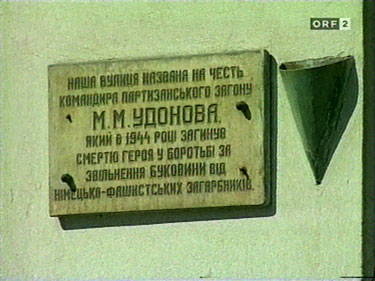 ORF 2
НАША ВУЛИЦЯ НАЗВАНА НА ЧЕСТЬ
КОМАНДИРА ПАРТИЗАНСЬКОГО ЗАГОНУ
М.М.УДОНОВА,
ЯКИЙ В 1944 РОЦІ ЗАГИНУВ
СМЕРТЮ ГЕРОЯ У БОРОТЬБІ ЗА
ЗВІЛЬНЕННЯ БУКОВИНИ ВІД
НІМЕЦЬКО-ФАШИСТСЬКИХ ЗАГАРБНИКІВ.